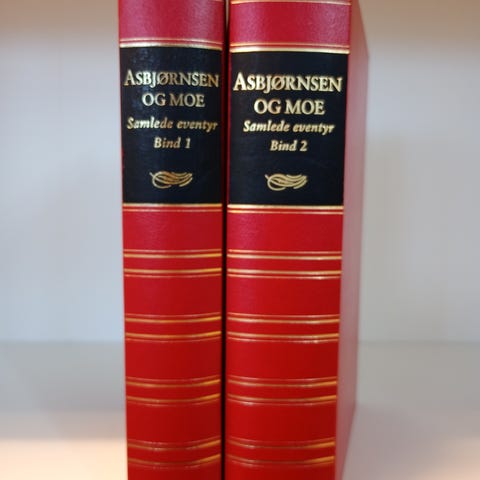 ASBJØRNSEN
OG MOE
Samlede eventyr
Bind 1
ASBJØRNSEN
OG MOE
Samlede eventyr
Bind 2